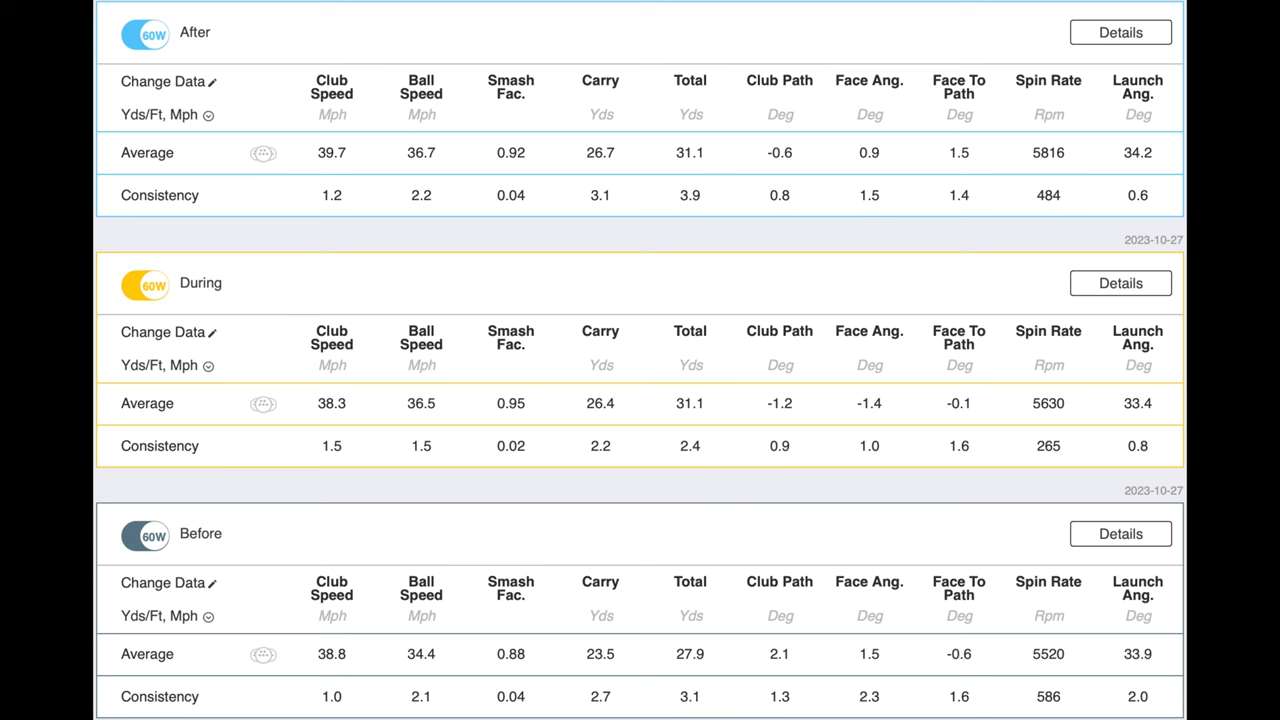 60W After Details
Change Data Club Speed Ball Speed Smash Fac. Carry Total Club Path Face Ang. Face To Path Spin Rate Launch Ang.
Yds/Ft, Mph Mph Mph Yds Yds Deg Deg Deg Rpm Deg
Average 39.7 36.7 0.92 26.7 31.1 -0.6 0.9 1.5 5816 34.2
Consistency 1.2 2.2 0.04 3.1 3.9 0.8 1.5 1.4 484 0.6
2023-10-27
60W During Details
Change Data Club Speed Ball Speed Smash Fac. Carry Total Club Path Face Ang. Face To Path Spin Rate Launch Ang.
Yds/Ft, Mph Mph Mph Yds Yds Deg Deg Deg Rpm Deg
Average 38.3 36.5 0.95 26.4 31.1 -1.2 -1.4 -0.1 5630 33.4
Consistency 1.5 1.5 0.02 2.2 2.4 0.9 1.0 1.6 265 0.8
2023-10-27
60W Before Details
Change Data Club Speed Ball Speed Smash Fac. Carry Total Club Path Face Ang. Face To Path Spin Rate Launch Ang.
Yds/Ft, Mph Mph Mph Yds Yds Deg Deg Deg Rpm Deg
Average 38.8 34.4 0.88 23.5 27.9 2.1 1.5 -0.6 5520 33.9
Consistency 1.0 2.1 0.04 2.7 3.1 1.3 2.3 1.6 586 2.0